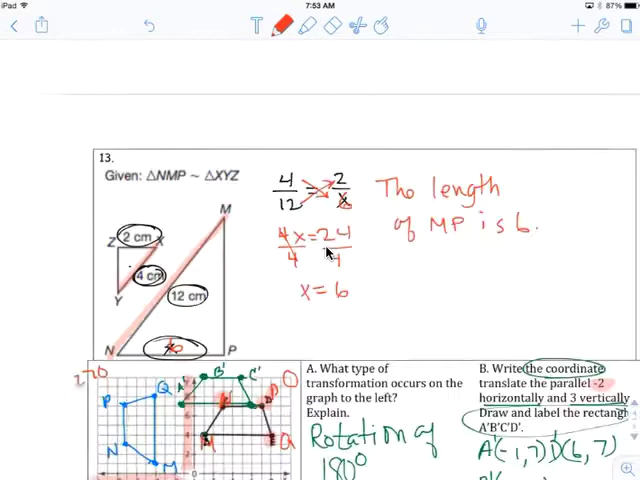 iPad
7:53 AM
87%
13.
Given: △NMP ~ △XYZ
4/12 = 2/x
4x = 24
4 4
x = 6
The length
of MP is 6.
M
Z 2 cm X
4 cm
Y
12 cm
N
P
270
P Q
N M
A' B' C'
A. What type of
transformation occurs on the
graph to the left?
Explain.
Rotation of
180°
B. Write the coordinate
translate the parallel -2
horizontally and 3 vertically
Draw and label the rectangl
A'B'C'D'.
A'(-1,7) D'(6,7)